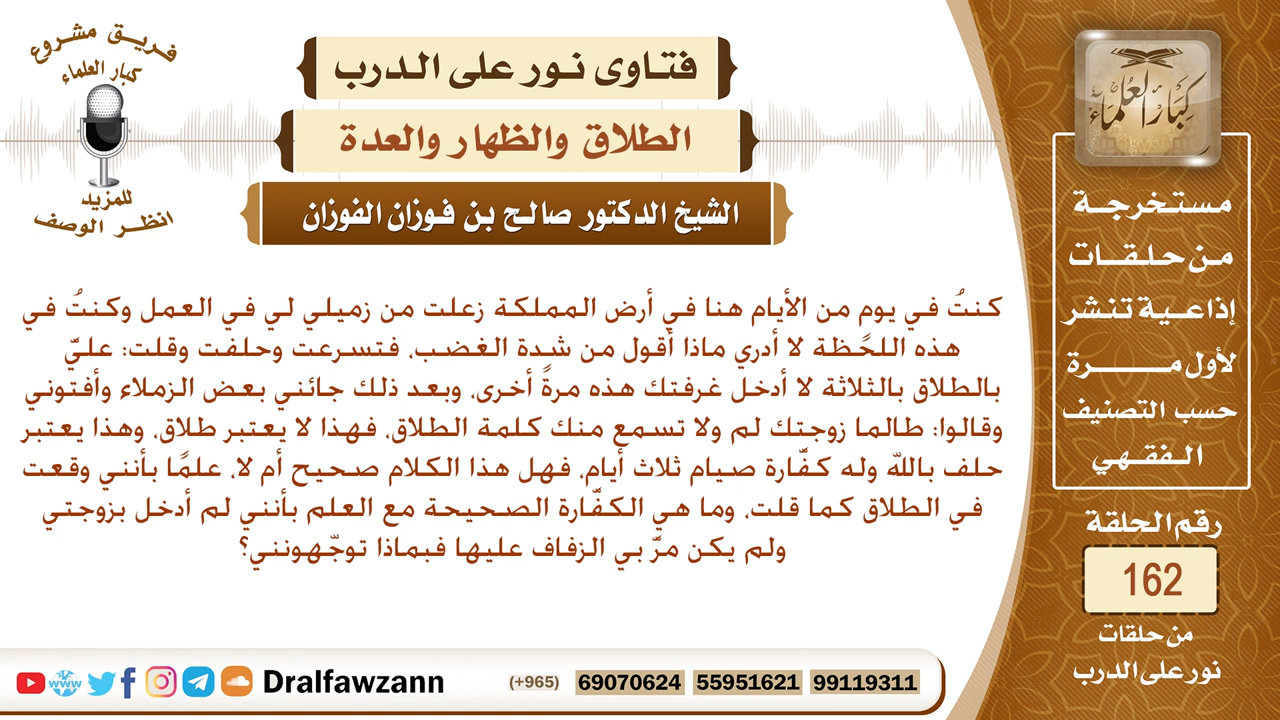 فريق مشروع
كبار العلماء
للمزيد
انظر الوصف
فتاوى نور على الدرب
الطلاق والظهار والعدة
الشيخ الدكتور صالح بن فوزان الفوزان
كنتُ في يوم من الأيام هنا في أرض المملكة زعلت من زميلي لي في العمل وكنتُ في
هذه اللحظة لا أدري ماذا أقول من شدة الغضب، فتسرعت وحلفت وقلت: عليّ
بالطلاق بالثلاثة لا أدخل غرفتك هذه مرةً أخرى، وبعد ذلك جائني بعض الزملاء وأفتوني
وقالوا: طالما زوجتك لم ولا تسمع منك كلمة الطلاق، فهذا لا يعتبر طلاق، وهذا يعتبر
حلف بالله وله كفّارة صيام ثلاث أيام، فهل هذا الكلام صحيح أم لا، علمًا بأنني وقعت
في الطلاق كما قلت، وما هي الكفّارة الصحيحة مع العلم بأنني لم أدخل بزوجتي
ولم يكن مرّ بي الزفاف عليها فبماذا توجّهونني؟
كبار العلماء
مستخرجة
من حلقات
إذاعية تنشر
لأول مرة
حسب التصنيف
الفقهي
رقم الحلقة
162
من حلقات
نور على الدرب
www Dralfawzann (+965) 69070624 55951621 99119311